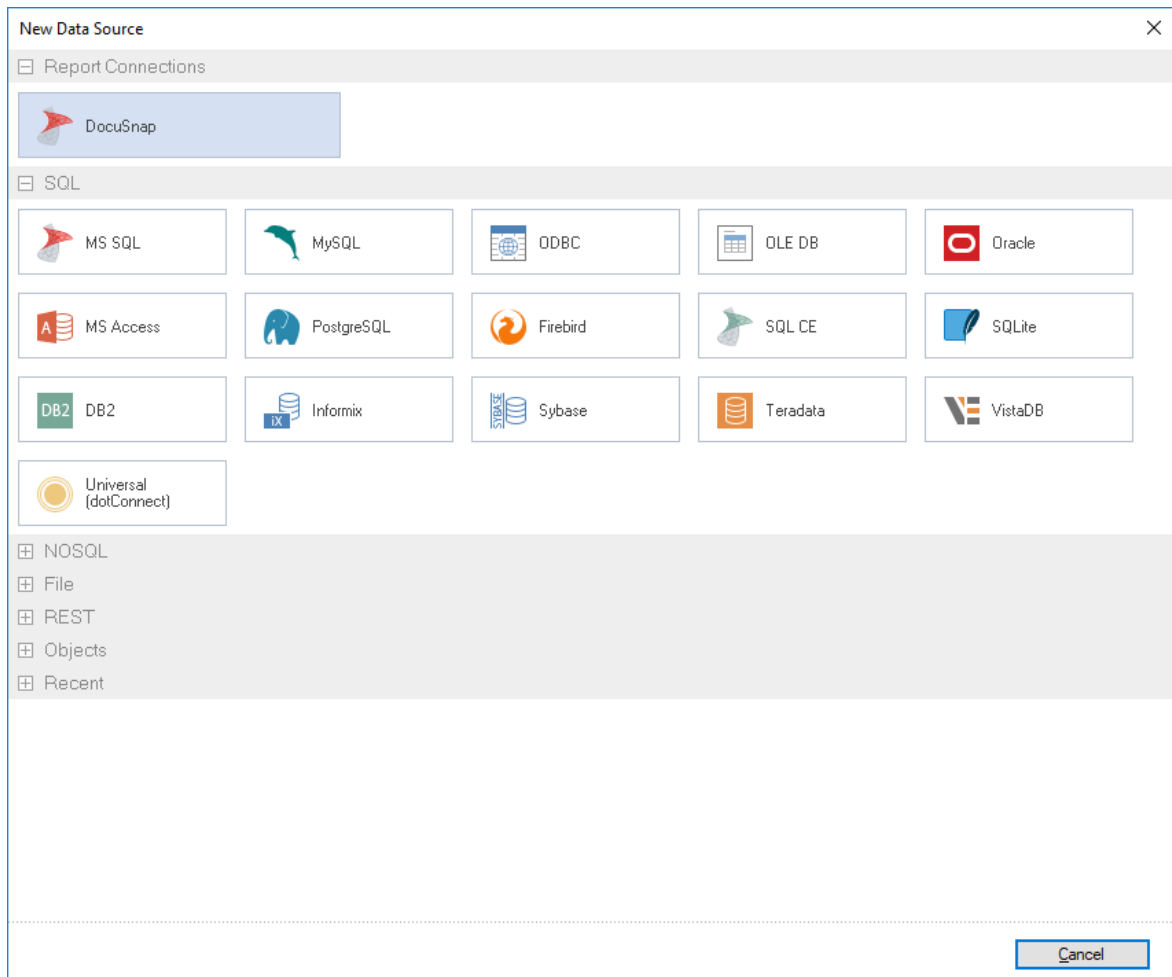 New Data Source
Report Connections
DocuSnap
SQL
MS SQL
MySQL
ODBC
OLE DB
Oracle
A
MS Access
PostgreSQL
Firebird
SQL CE
SQLite
DB2
DB2
iX
Informix
SYBASE
Sybase
Teradata
VistaDB
Universal
(dotConnect)
NOSQL
File
REST
Objects
Recent
Cancel